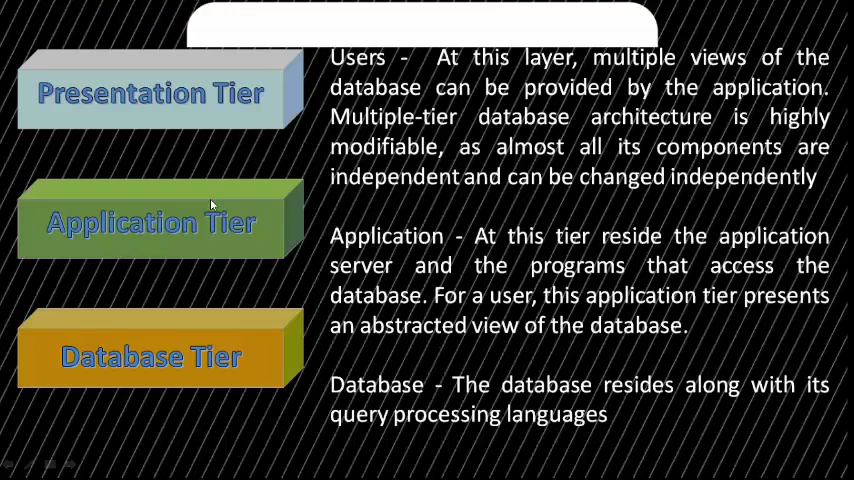 Presentation Tier
Application Tier
Database Tier
Users - At this layer, multiple views of the
database can be provided by the application.
Multiple-tier database architecture is highly
modifiable, as almost all its components are
independent and can be changed independently
Application - At this tier reside the application
server and the programs that access the
database. For a user, this application tier presents
an abstracted view of the database.
Database - The database resides along with its
query processing languages